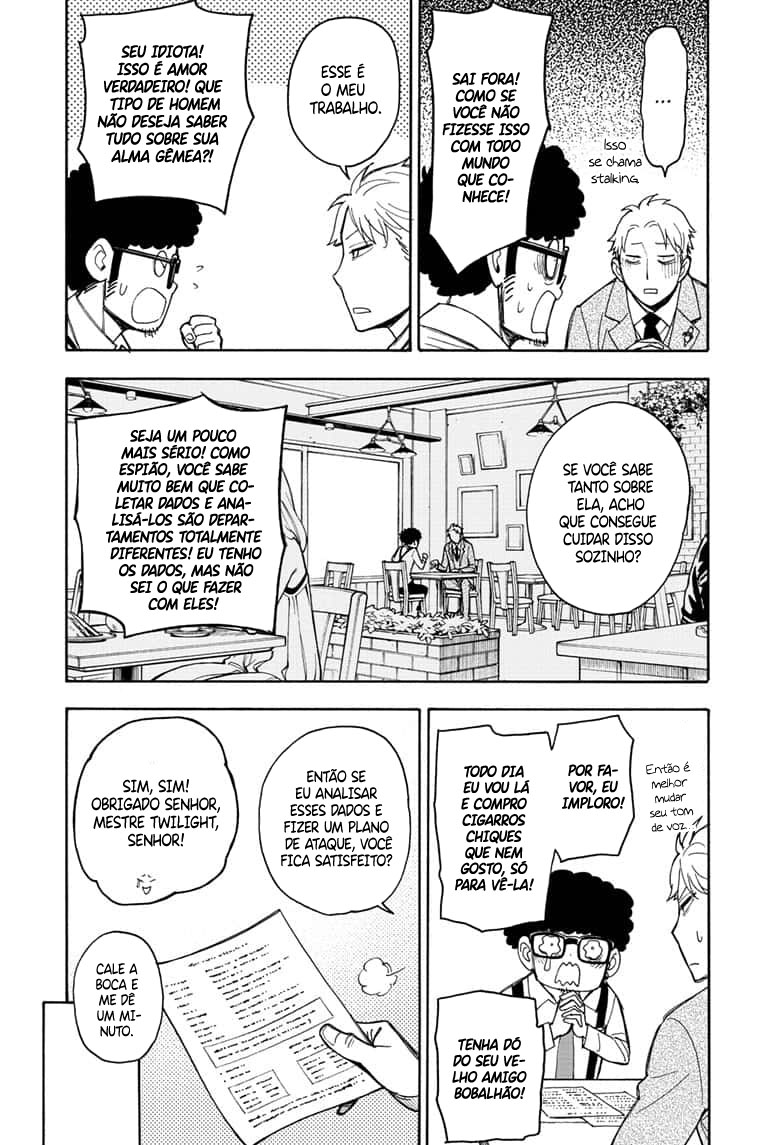 ...
Isso
se chama
stalking.
SAI FORA!
COMO SE
VOCÊ NÃO
FIZESSE ISSO
COM TODO
MUNDO
QUE CO-
NHECE!
ESSE É
O MEU
TRABALHO.
SEU IDIOTA!
ISSO É AMOR
VERDADEIRO! QUE
TIPO DE HOMEM
NÃO DESEJA SABER
TUDO SOBRE SUA
ALMA GÊMEA?!
SE VOCÊ SABE
TANTO SOBRE
ELA, ACHO
QUE CONSEGUE
CUIDAR DISSO
SOZINHO?
SEJA UM POUCO
MAIS SÉRIO! COMO
ESPIÃO, VOCÊ SABE
MUITO BEM QUE CO-
LETAR DADOS E ANA-
LISÁ-LOS SÃO DEPAR-
TAMENTOS TOTALMENTE
DIFERENTES! EU TENHO
OS DADOS, MAS NÃO
SEI O QUE FAZER
COM ELES!
Então é
melhor
mudar
seu tom
de voz...?
POR FA-
VOR, EU
IMPLORO!
TODO DIA
EU VOU LÁ
E COMPRO
CIGARROS
CHIQUES
QUE NEM
GOSTO, SÓ
PARA VÊ-LA!
TENHA DÓ
DO SEU VE-
LHO AMIGO
BOBALHÃO!
ENTÃO SE
EU ANALISAR
ESSES DADOS E
FIZER UM PLANO
DE ATAQUE, VOCÊ
FICA SATISFEITO?
SIM, SIM!
OBRIGADO SENHOR,
MESTRE TWILIGHT,
SENHOR!
CALE A
BOCA E
ME DÊ
UM MI-
NUTO.